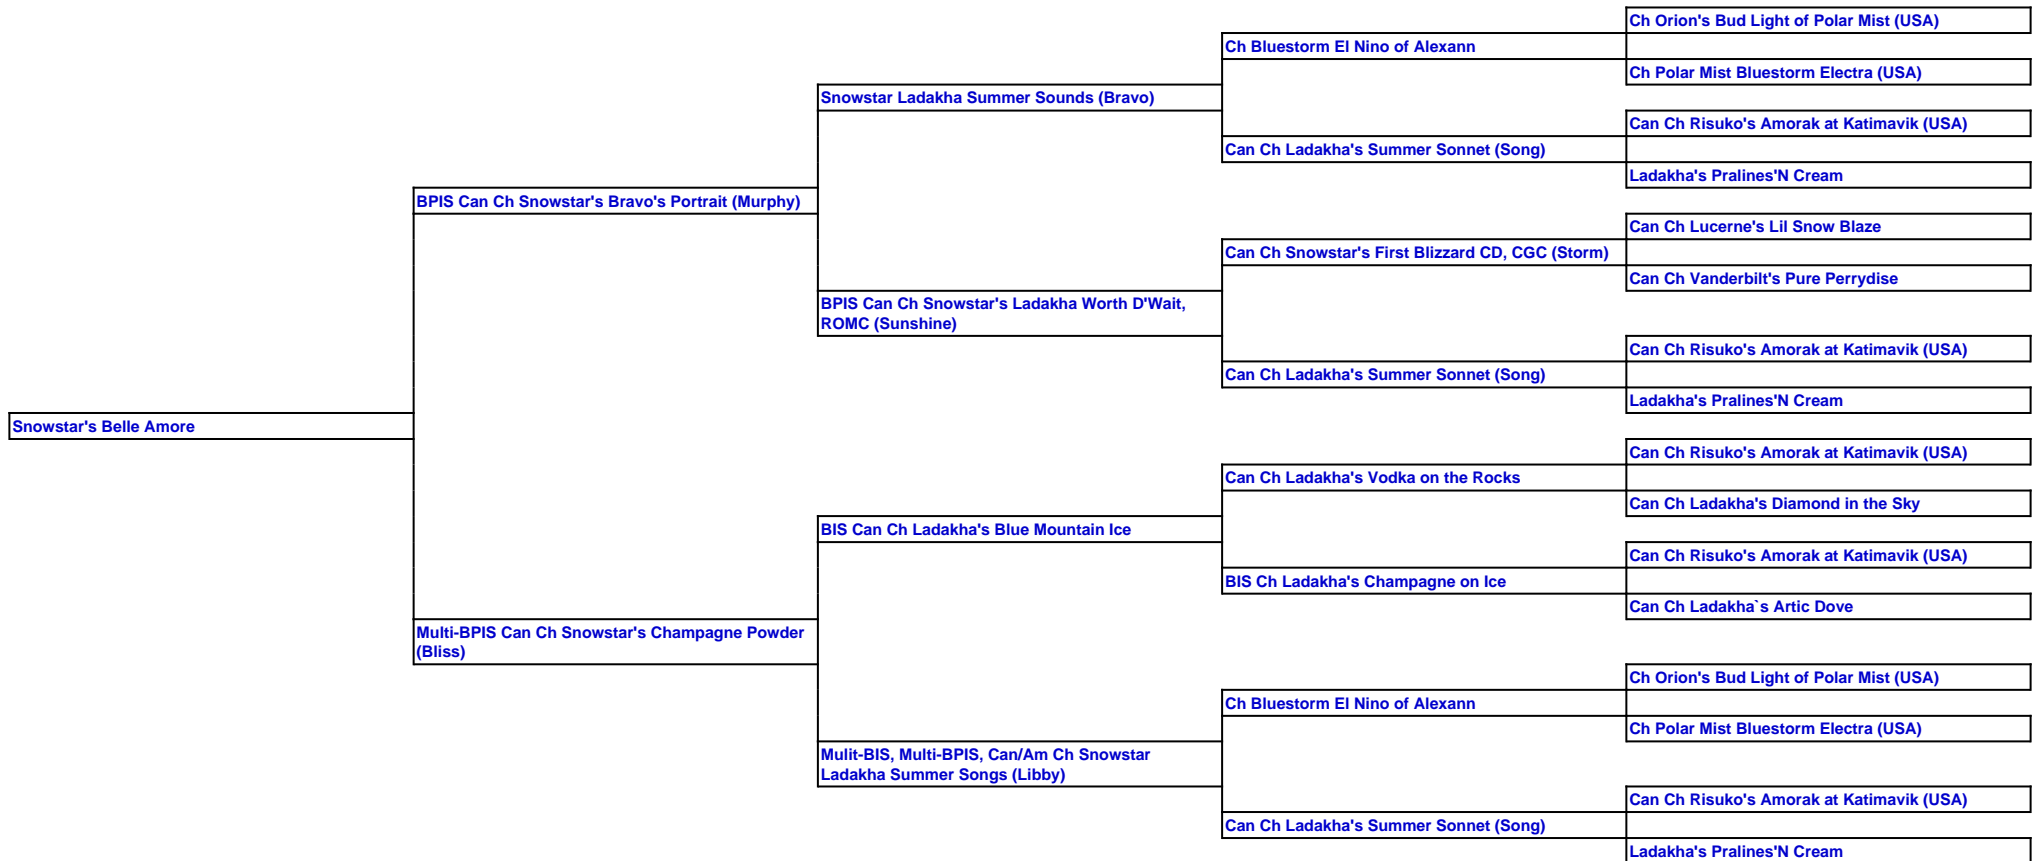 Ch Orion's Bud Light of Polar Mist (USA)
Ch Bluestorm El Nino of Alexann
Ch Polar Mist Bluestorm Electra (USA)
Snowstar Ladakha Summer Sounds (Bravo)
Can Ch Risuko's Amorak at Katimavik (USA)
Can Ch Ladakha's Summer Sonnet (Song)
Ladakha's Pralines'N Cream
BPIS Can Ch Snowstar's Bravo's Portrait (Murphy)
Can Ch Lucerne's Lil Snow Blaze
Can Ch Snowstar's First Blizzard CD, CGC (Storm)
Can Ch Vanderbilt's Pure Perrydise
BPIS Can Ch Snowstar's Ladakha Worth D'Wait,
ROMC (Sunshine)
Can Ch Risuko's Amorak at Katimavik (USA)
Can Ch Ladakha's Summer Sonnet (Song)
Ladakha's Pralines'N Cream
Snowstar's Belle Amore
Can Ch Risuko's Amorak at Katimavik (USA)
Can Ch Ladakha's Vodka on the Rocks
Can Ch Ladakha's Diamond in the Sky
BIS Can Ch Ladakha's Blue Mountain Ice
Can Ch Risuko's Amorak at Katimavik (USA)
BIS Ch Ladakha's Champagne on Ice
Can Ch Ladakha`s Artic Dove
Multi-BPIS Can Ch Snowstar's Champagne Powder
(Bliss)
Ch Orion's Bud Light of Polar Mist (USA)
Ch Bluestorm El Nino of Alexann
Ch Polar Mist Bluestorm Electra (USA)
Mulit-BIS, Multi-BPIS, Can/Am Ch Snowstar
Ladakha Summer Songs (Libby)
Can Ch Risuko's Amorak at Katimavik (USA)
Can Ch Ladakha's Summer Sonnet (Song)
Ladakha's Pralines'N Cream